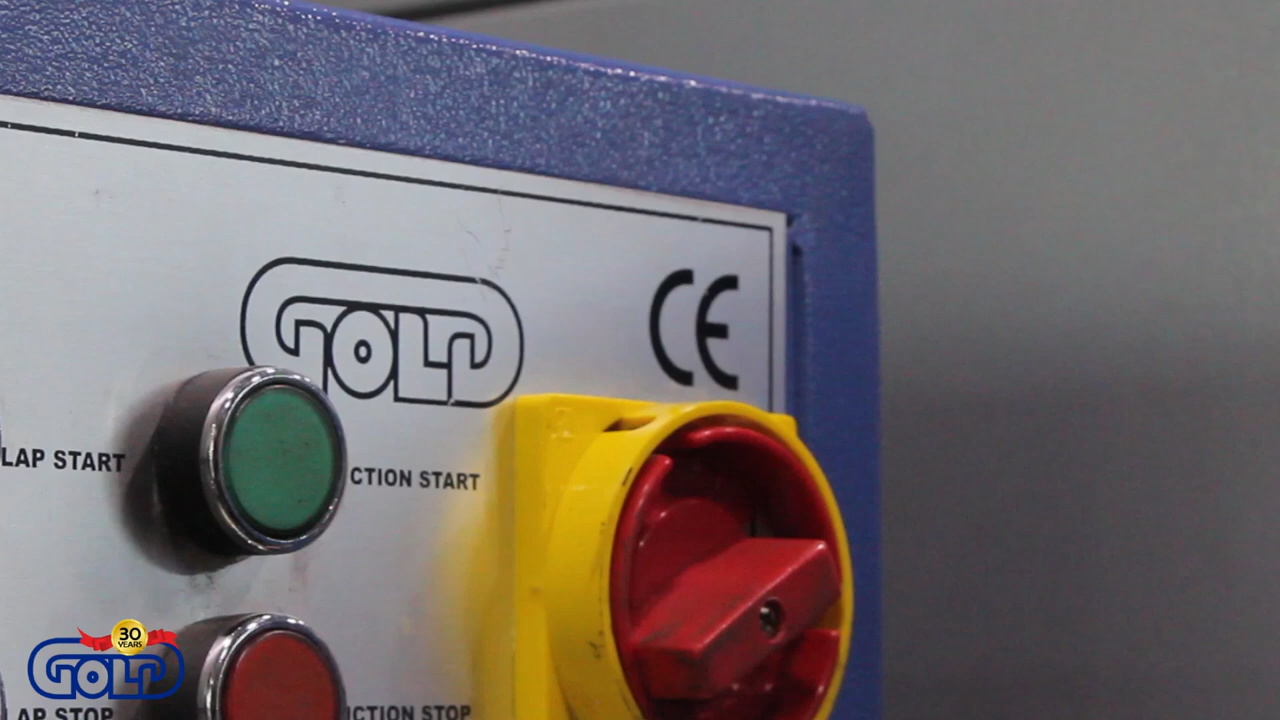 GOLD
CE
LAP START
CTION START
30
YEARS
GOLD
AP STOP
CTION STOP